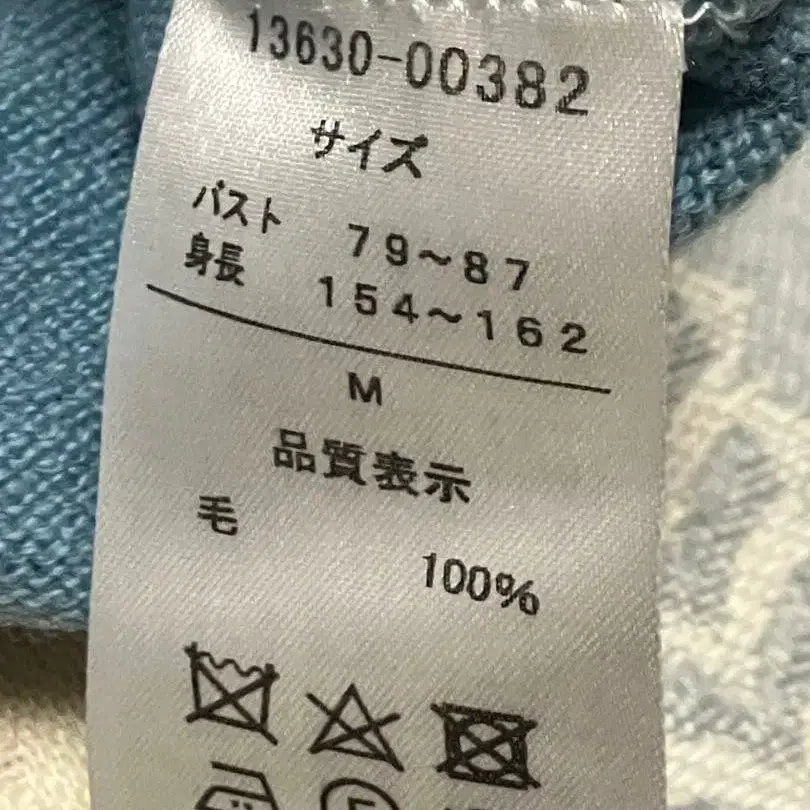 13630-00382
サイズ
バスト 79~87
身長 154~162
M
品質表示
毛 100%